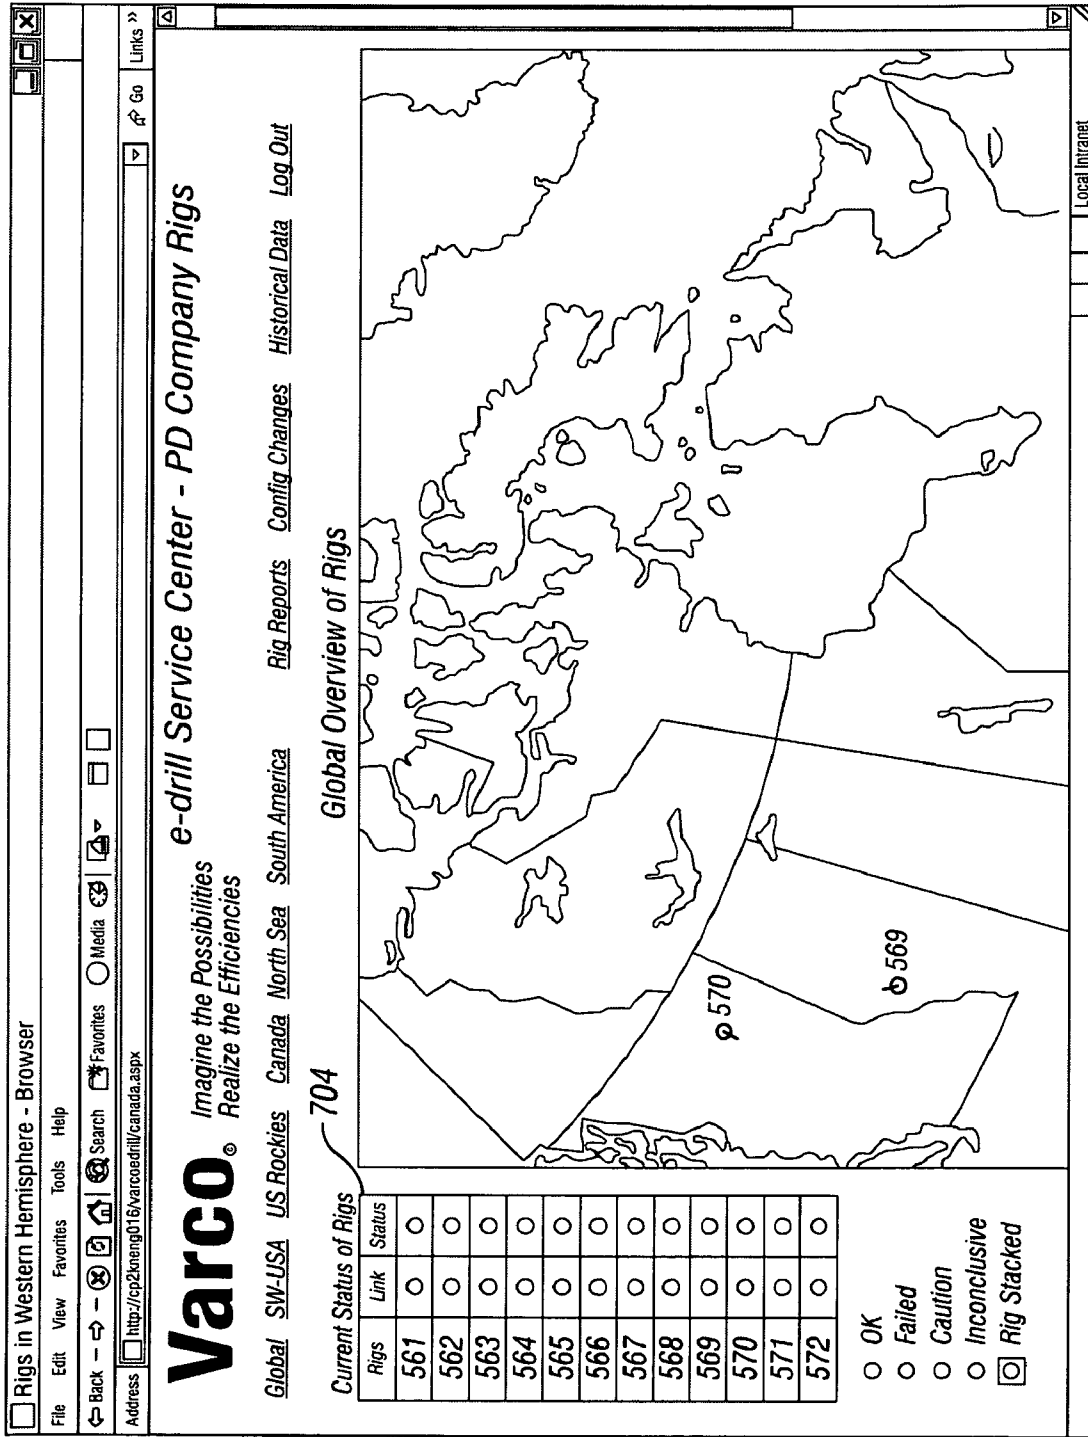 Rigs in Western Hemisphere - Browser
File Edit View Favorites Tools Help
Back Search Favorites Media
Address http://cp2kneng016/varcoedrill/canada.aspx Go Links »
Varco® Imagine the Possibilities
Realize the Efficiencies
e-drill Service Center - PD Company Rigs
Global SW-USA US Rockies Canada North Sea South America Rig Reports Config Changes Historical Data Log Out
Current Status of Rigs
704
Global Overview of Rigs
Rigs Link Status
561
562
563
564
565
566
567
568
569
570
571
572
OK
Failed
Caution
Inconclusive
Rig Stacked
570
569
Local Intranet